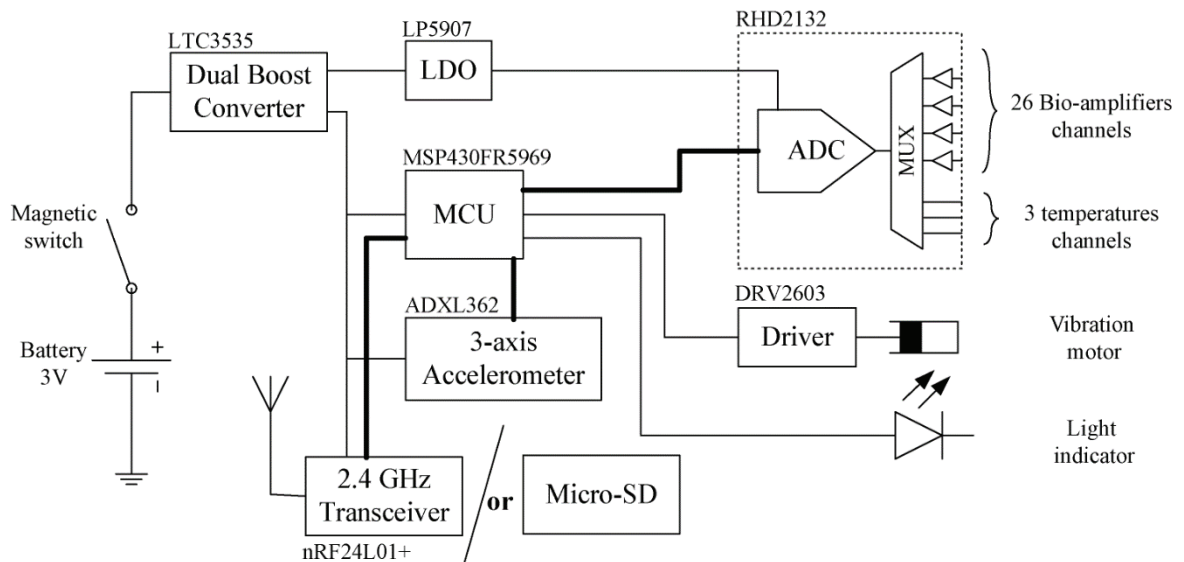 LTC3535
Dual Boost
Converter
LP5907
LDO
RHD2132
ADC
MUX
26 Bio-amplifiers
channels
3 temperatures
channels
MSP430FR5969
MCU
Magnetic
switch
Battery
3V
+
−
ADXL362
3-axis
Accelerometer
DRV2603
Driver
Vibration
motor
Light
indicator
2.4 GHz
Transceiver
nRF24L01+
or
Micro-SD